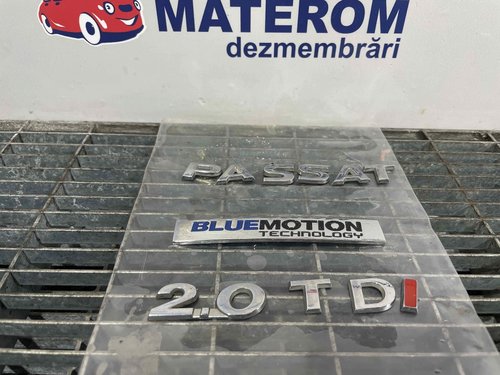 MATEROM
dezmembrări
PASSAT
BLUEMOTION
TECHNOLOGY
2.0 TDI